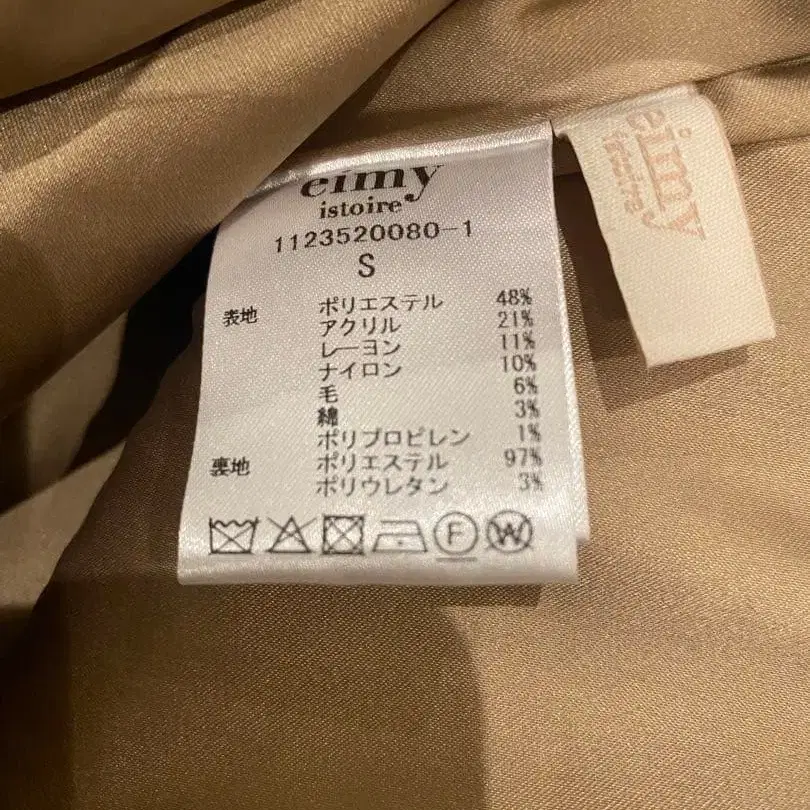 eimy
istoire
1123520080-1
S
表地 ポリエステル 48%
アクリル 21%
レーヨン 11%
ナイロン 10%
毛 6%
綿 3%
ポリプロピレン 1%
裏地 ポリエステル 97%
ポリウレタン 3%
F W
eimy
istoire